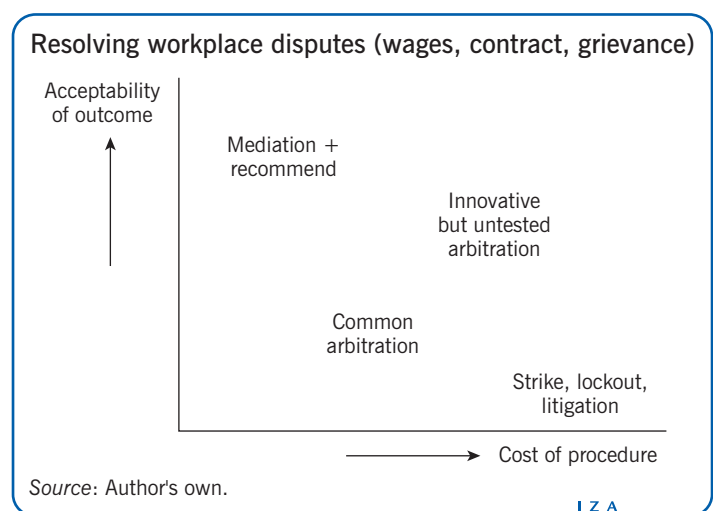 Resolving workplace disputes (wages, contract, grievance)
Acceptability
of outcome
Mediation +
recommend
Innovative
but untested
arbitration
Common
arbitration
Strike, lockout,
litigation
Cost of procedure
Source: Author's own.
I Z A